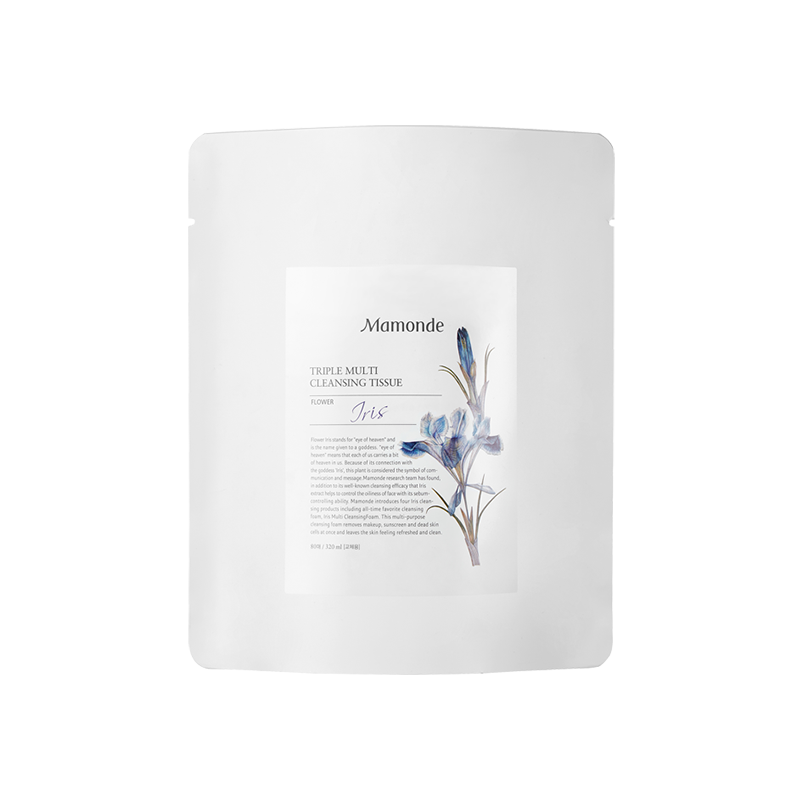 Mamonde
TRIPLE MULTI
CLEANSING TISSUE
FLOWER
Iris
Flower Iris stands for "eye of heaven" and
is the name given to a goddess. "eye of
heaven" means that each of us carries a bit
of heaven in us. Because of its connection with
the goddess 'Iris', this plant is considered the symbol of com-
munication and message.Mamonde research team has found,
in addition to its well-known cleansing efficacy that Iris
extract helps to control the oiliness of face with its sebum-
controlling ability. Mamonde introduces four Iris clean-
sing products including all-time favorite cleansing
foam, Iris Multi CleansingFoam. This multi-purpose
cleansing foam removes makeup, sunscreen and dead skin
cells at once and leaves the skin feeling refreshed and clean.
/ 320 ml